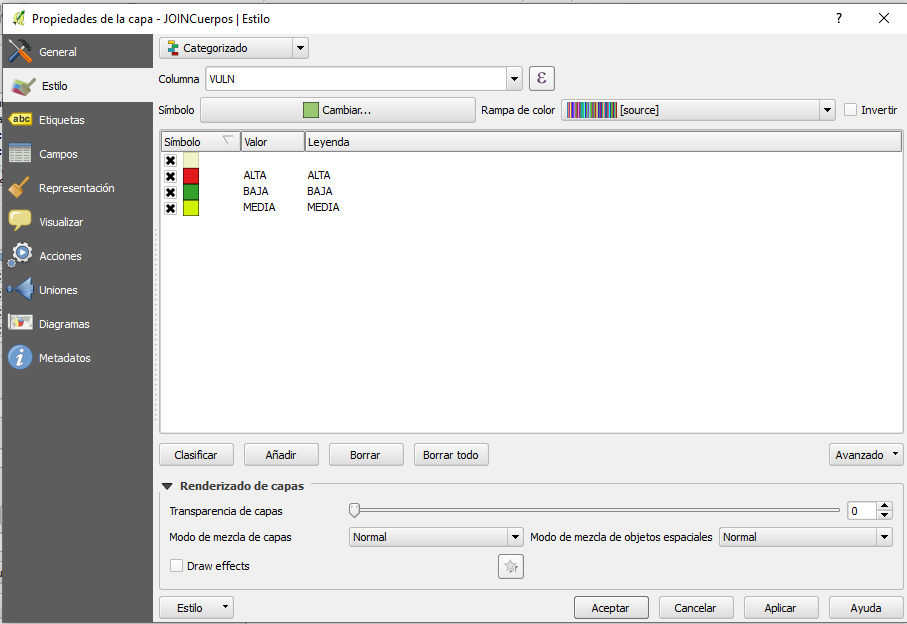 Propiedades de la capa - JOINCuerpos | Estilo
?
General
Estilo
abc Etiquetas
Campos
Representación
Visualizar
Acciones
Uniones
Diagramas
i Metadatos
Categorizado
Columna VULN ε
Símbolo Cambiar... Rampa de color [source] Invertir
Símbolo Valor Leyenda
ALTA ALTA
BAJA BAJA
MEDIA MEDIA
Clasificar Añadir Borrar Borrar todo Avanzado
Renderizado de capas
Transparencia de capas 0
Modo de mezcla de capas Normal Modo de mezcla de objetos espaciales Normal
Draw effects
Estilo Aceptar Cancelar Aplicar Ayuda